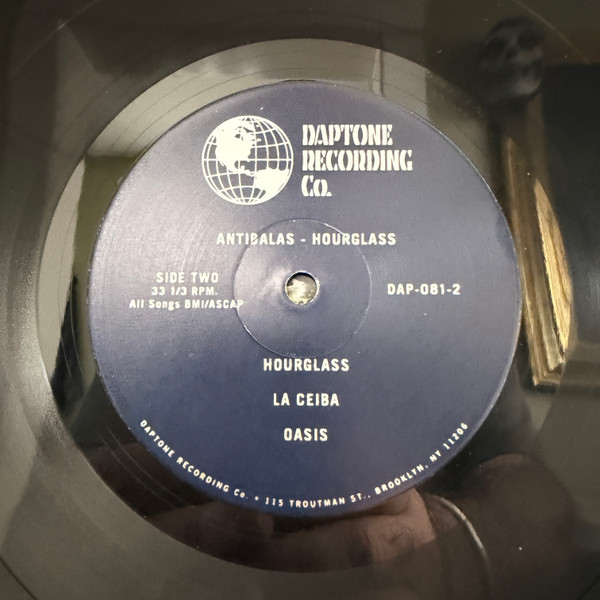 DAPTONE
RECORDING
Co.
ANTIBALAS - HOURGLASS
SIDE TWO
33 1/3 RPM.
All Songs BMI/ASCAP
DAP-081-2
HOURGLASS
LA CEIBA
OASIS
DAPTONE RECORDING Co. • 115 TROUTMAN ST., BROOKLYN, NY 11206